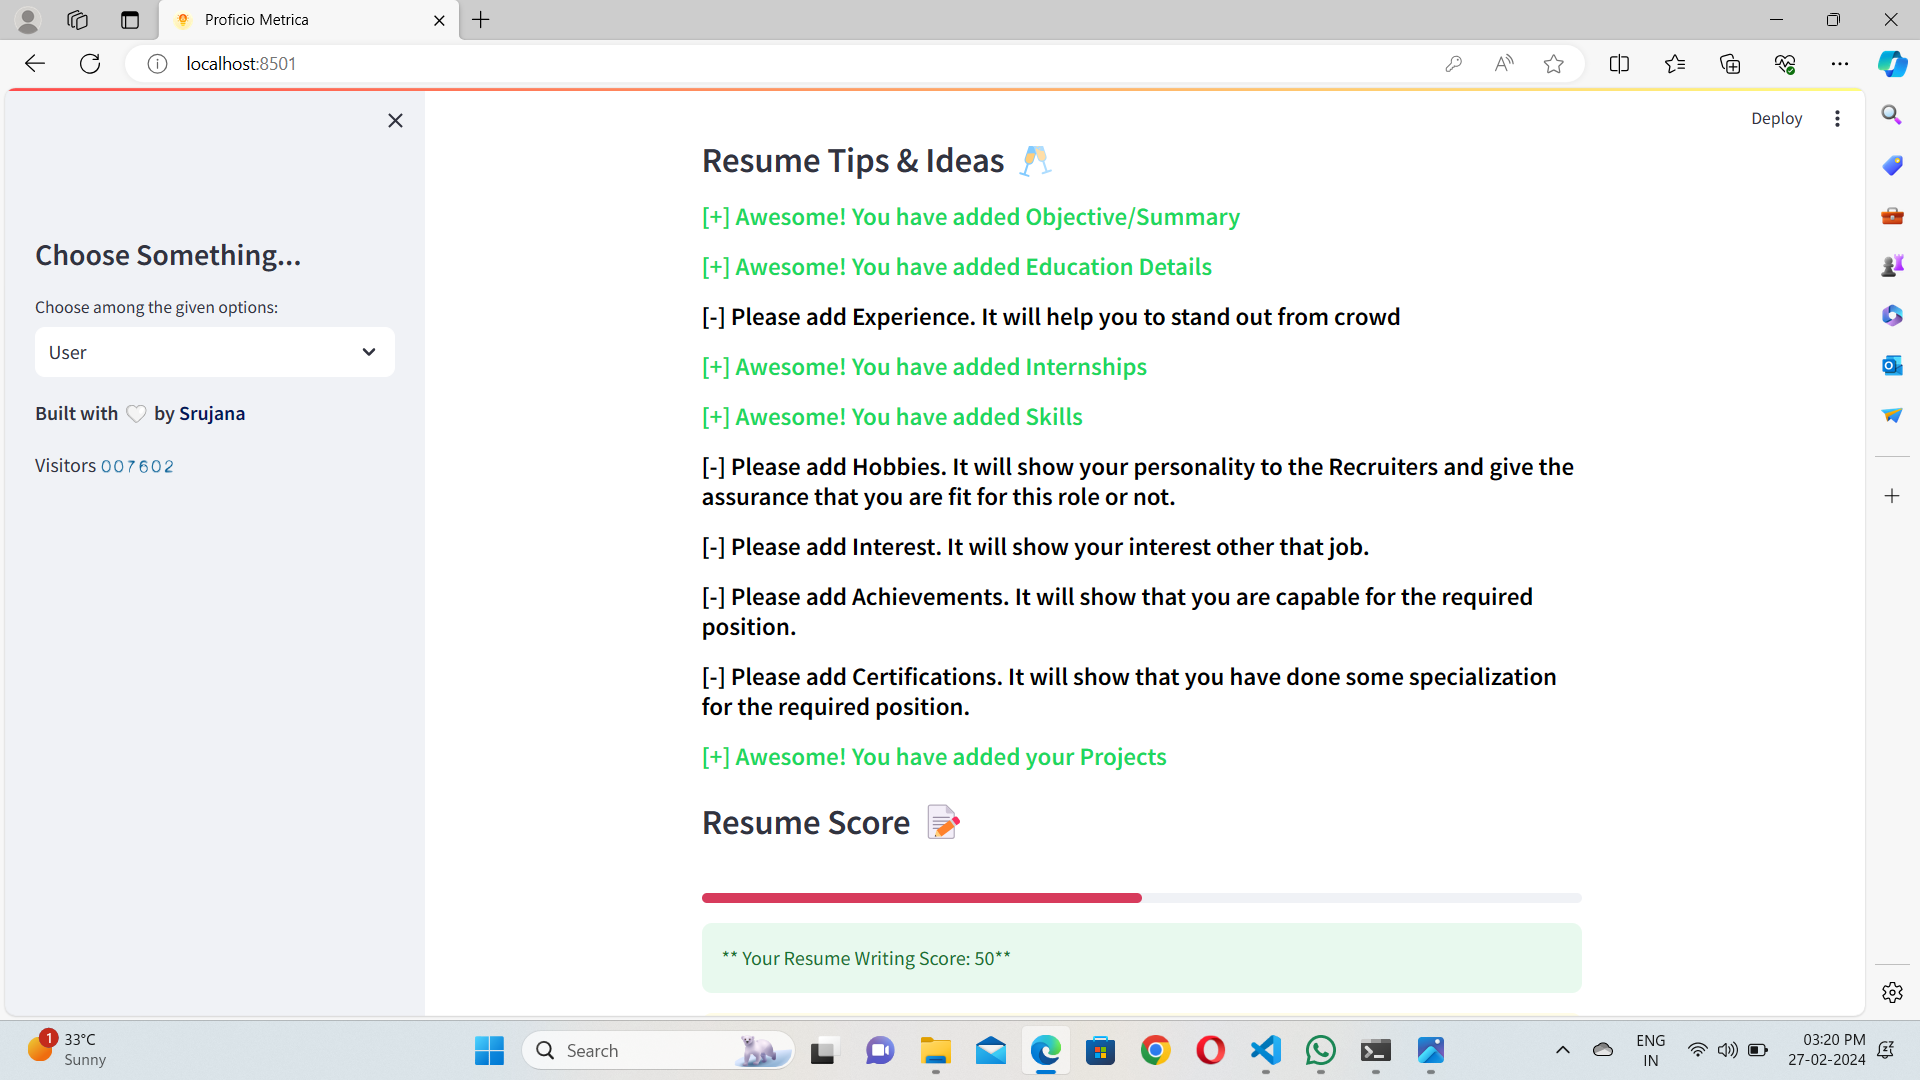 Proficio Metrica
localhost:8501
Deploy
Choose Something...
Choose among the given options:
User
Built with by Srujana
Visitors 007602
Resume Tips & Ideas
[+] Awesome! You have added Objective/Summary
[+] Awesome! You have added Education Details
[-] Please add Experience. It will help you to stand out from crowd
[+] Awesome! You have added Internships
[+] Awesome! You have added Skills
[-] Please add Hobbies. It will show your personality to the Recruiters and give the
assurance that you are fit for this role or not.
[-] Please add Interest. It will show your interest other that job.
[-] Please add Achievements. It will show that you are capable for the required
position.
[-] Please add Certifications. It will show that you have done some specialization
for the required position.
[+] Awesome! You have added your Projects
Resume Score
** Your Resume Writing Score: 50**
1
33°C
Sunny
Search
ENG
IN
03:20 PM
27-02-2024